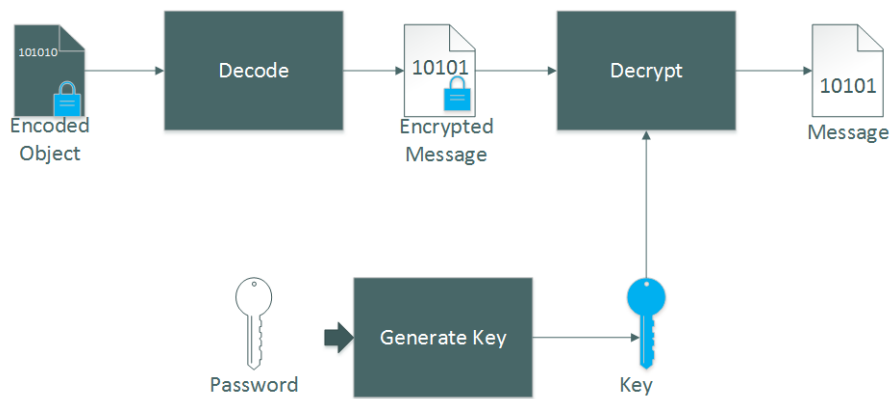 101010
Decode
10101
Decrypt
10101
Encoded
Object
Encrypted
Message
Message
Generate Key
Password
Key